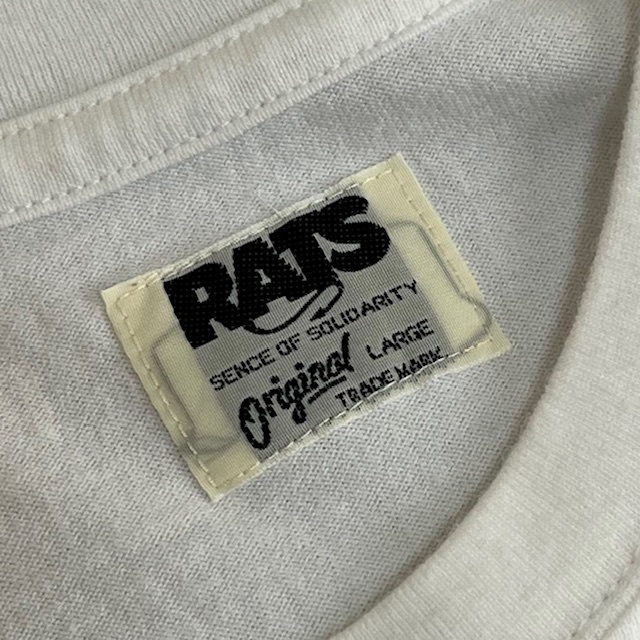 RATS
SENCE OF SOLIDARITY
Original LARGE
TRADE MARK